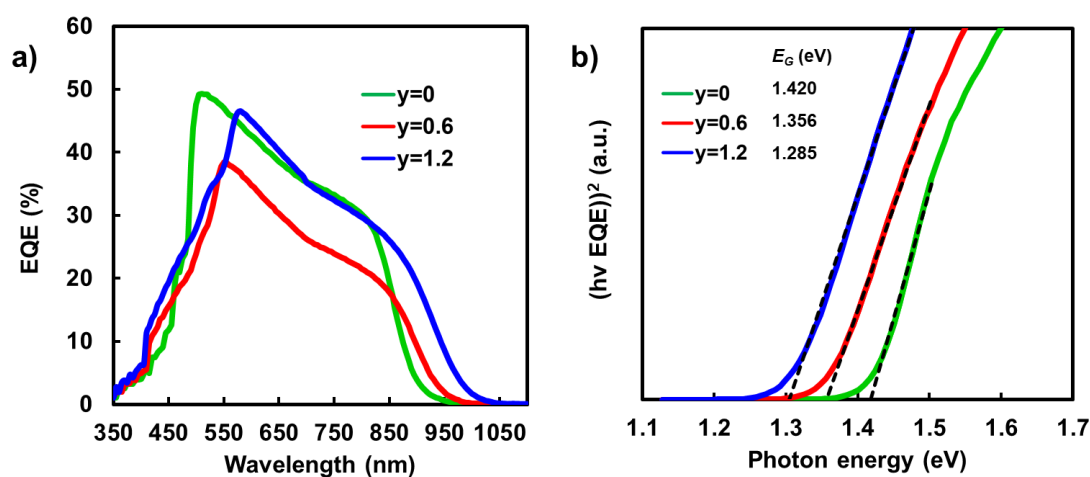 a)
EQE (%)
60
50
40
30
20
10
0
y=0
y=0.6
y=1.2
350 450 550 650 750 850 950 1050
Wavelength (nm)
b)
(hv EQE))² (a.u.)
E_G (eV)
y=0 1.420
y=0.6 1.356
y=1.2 1.285
1.1 1.2 1.3 1.4 1.5 1.6 1.7
Photon energy (eV)